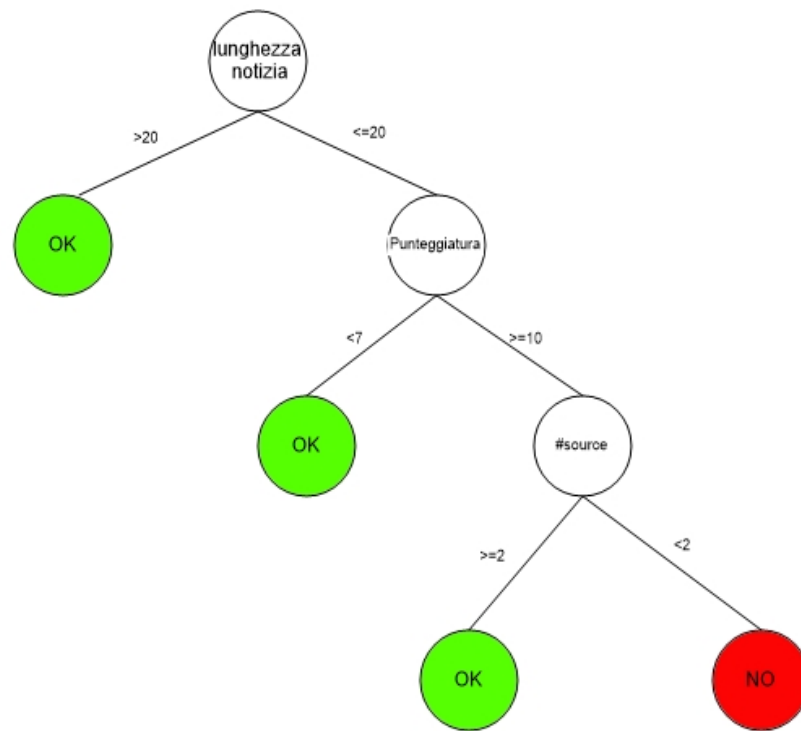 lunghezza
notizia
>20
<=20
OK
Punteggiatura
<7
>=10
OK
#source
>=2
<2
OK
NO